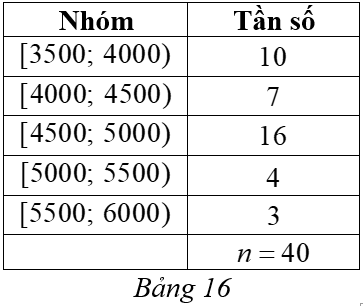 Nhóm Tần số
[3500; 4000) 10
[4000; 4500) 7
[4500; 5000) 16
[5000; 5500) 4
[5500; 6000) 3
n = 40
Bảng 16